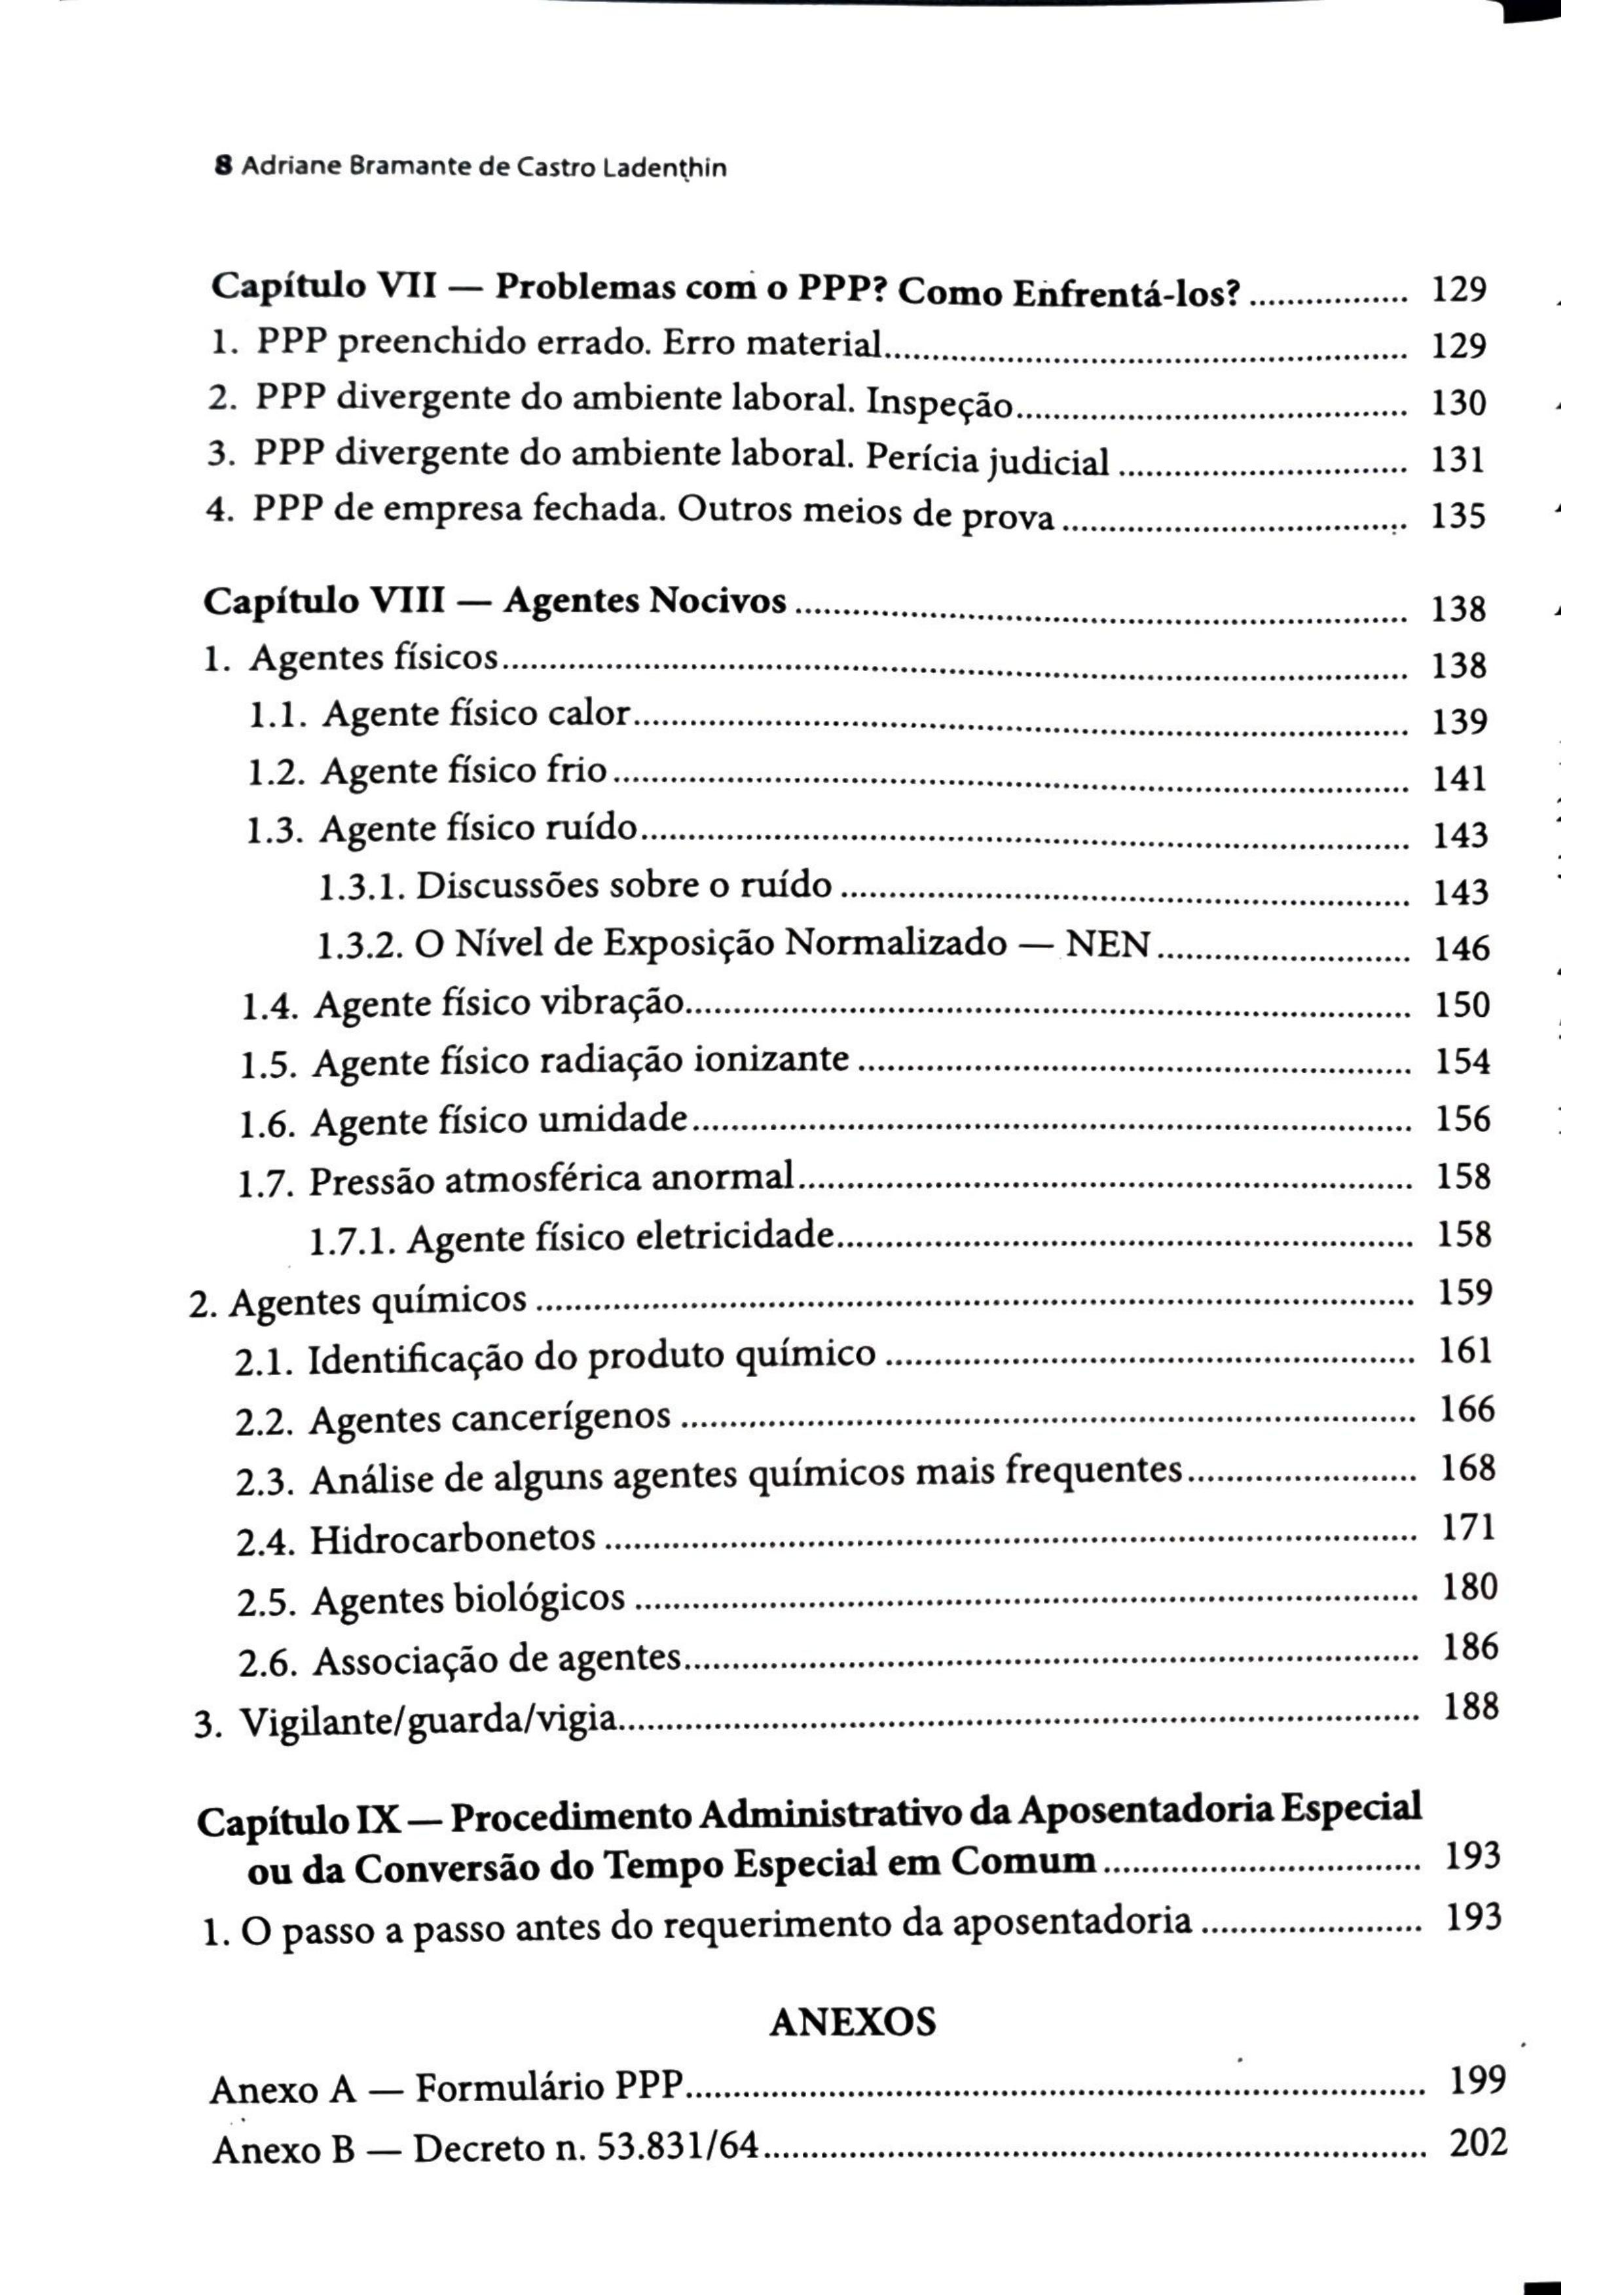 8 Adriane Bramante de Castro Ladenthin
Capítulo VII — Problemas com o PPP? Como Enfrentá-los? ................ 129
1. PPP preenchido errado. Erro material...................................................... 129
2. PPP divergente do ambiente laboral. Inspeção........................................ 130
3. PPP divergente do ambiente laboral. Perícia judicial .............................. 131
4. PPP de empresa fechada. Outros meios de prova .................................... 135
Capítulo VIII — Agentes Nocivos ............................................................... 138
1. Agentes físicos.............................................................................................. 138
1.1. Agente físico calor................................................................................ 139
1.2. Agente físico frio .................................................................................. 141
1.3. Agente físico ruído............................................................................... 143
1.3.1. Discussões sobre o ruído ........................................................... 143
1.3.2. O Nível de Exposição Normalizado — NEN.......................... 146
1.4. Agente físico vibração.......................................................................... 150
1.5. Agente físico radiação ionizante ......................................................... 154
1.6. Agente físico umidade.......................................................................... 156
1.7. Pressão atmosférica anormal............................................................... 158
1.7.1. Agente físico eletricidade........................................................... 158
2. Agentes químicos ........................................................................................... 159
2.1. Identificação do produto químico ....................................................... 161
2.2. Agentes cancerígenos ............................................................................ 166
2.3. Análise de alguns agentes químicos mais frequentes........................ 168
2.4. Hidrocarbonetos .................................................................................... 171
2.5. Agentes biológicos ................................................................................. 180
2.6. Associação de agentes............................................................................ 186
3. Vigilante/guarda/vigia................................................................................... 188
Capítulo IX — Procedimento Administrativo da Aposentadoria Especial
ou da Conversão do Tempo Especial em Comum ................................. 193
1. O passo a passo antes do requerimento da aposentadoria ....................... 193
ANEXOS
Anexo A — Formulário PPP............................................................................. 199
Anexo B — Decreto n. 53.831/64..................................................................... 202